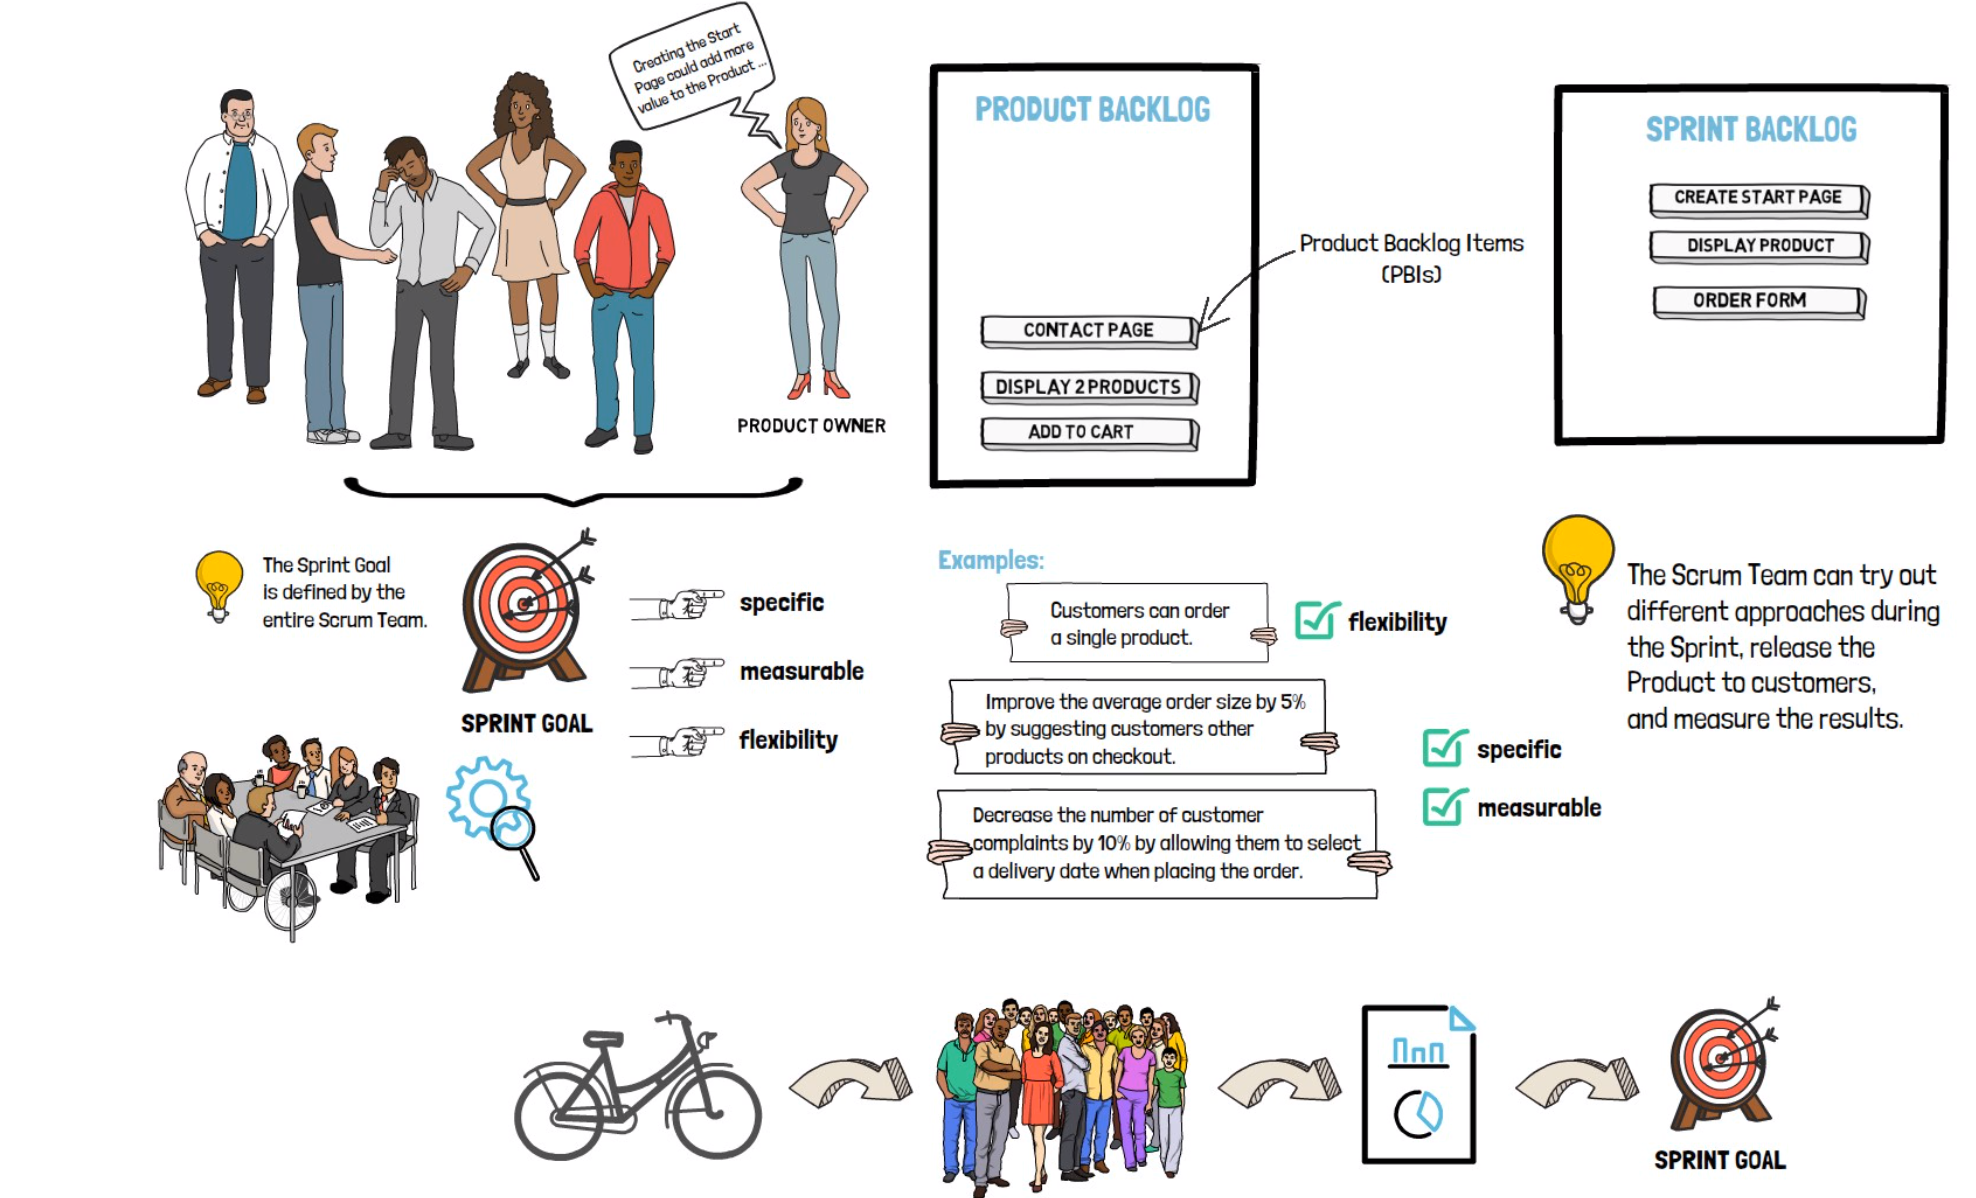 Creating the Start
Page could add more
value to the Product ...
PRODUCT OWNER
PRODUCT BACKLOG
CONTACT PAGE
DISPLAY 2 PRODUCTS
ADD TO CART
Product Backlog Items
(PBIs)
SPRINT BACKLOG
CREATE START PAGE
DISPLAY PRODUCT
ORDER FORM
The Sprint Goal
is defined by the
entire Scrum Team.
SPRINT GOAL
specific
measurable
flexibility
Examples:
Customers can order
a single product.
flexibility
Improve the average order size by 5%
by suggesting customers other
products on checkout.
Decrease the number of customer
complaints by 10% by allowing them to select
a delivery date when placing the order.
specific
measurable
The Scrum Team can try out
different approaches during
the Sprint, release the
Product to customers,
and measure the results.
SPRINT GOAL